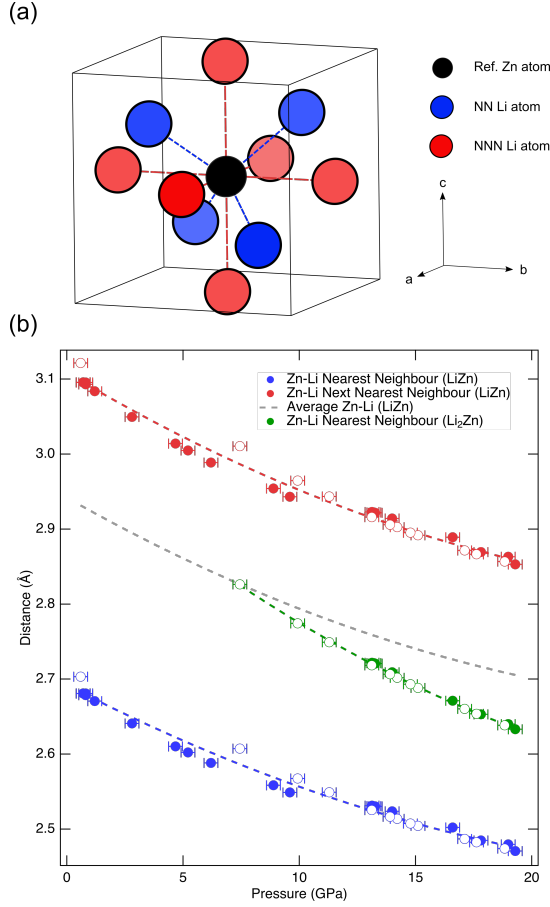 (a)
Ref. Zn atom
NN Li atom
NNN Li atom
c
a
b
(b)
Zn-Li Nearest Neighbour (LiZn)
Zn-Li Next Nearest Neighbour (LiZn)
Average Zn-Li (LiZn)
Zn-Li Nearest Neighbour (Li₂Zn)
3.1
3.0
2.9
2.8
2.7
2.6
2.5
Distance (Å)
0 5 10 15 20
Pressure (GPa)